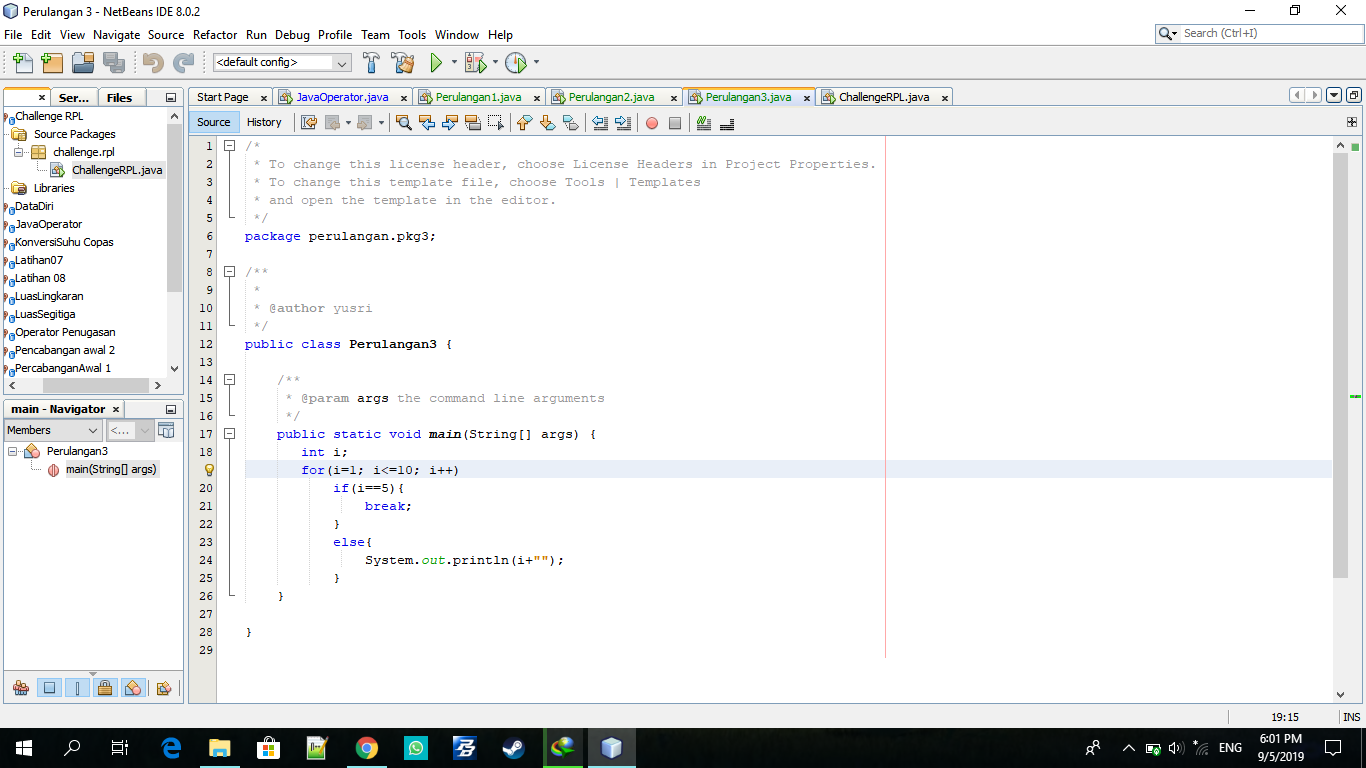 Perulangan 3 - NetBeans IDE 8.0.2
File Edit View Navigate Source Refactor Run Debug Profile Team Tools Window Help
Search (Ctrl+I)
<default config>
Ser... Files
Start Page JavaOperator.java Perulangan1.java Perulangan2.java Perulangan3.java ChallengeRPL.java
Source History
Challenge RPL
Source Packages
challenge.rpl
ChallengeRPL.java
Libraries
DataDiri
JavaOperator
KonversiSuhu Copas
Latihan07
Latihan 08
LuasLingkaran
LuasSegitiga
Operator Penugasan
Pencabangan awal 2
PercabanganAwal 1
main - Navigator
Members <...
Perulangan3
main(String[] args)
1 /*
2 * To change this license header, choose License Headers in Project Properties.
3 * To change this template file, choose Tools | Templates
4 * and open the template in the editor.
5 */
6 package perulangan.pkg3;
7
8 /**
9 *
10 * @author yusri
11 */
12 public class Perulangan3 {
13
14 /**
15 * @param args the command line arguments
16 */
17 public static void main(String[] args) {
18 int i;
for(i=1; i<=10; i++)
20 if(i==5){
21 break;
22 }
23 else{
24 System.out.println(i+"");
25 }
26 }
27
28 }
29
19:15 INS
ENG
6:01 PM
9/5/2019